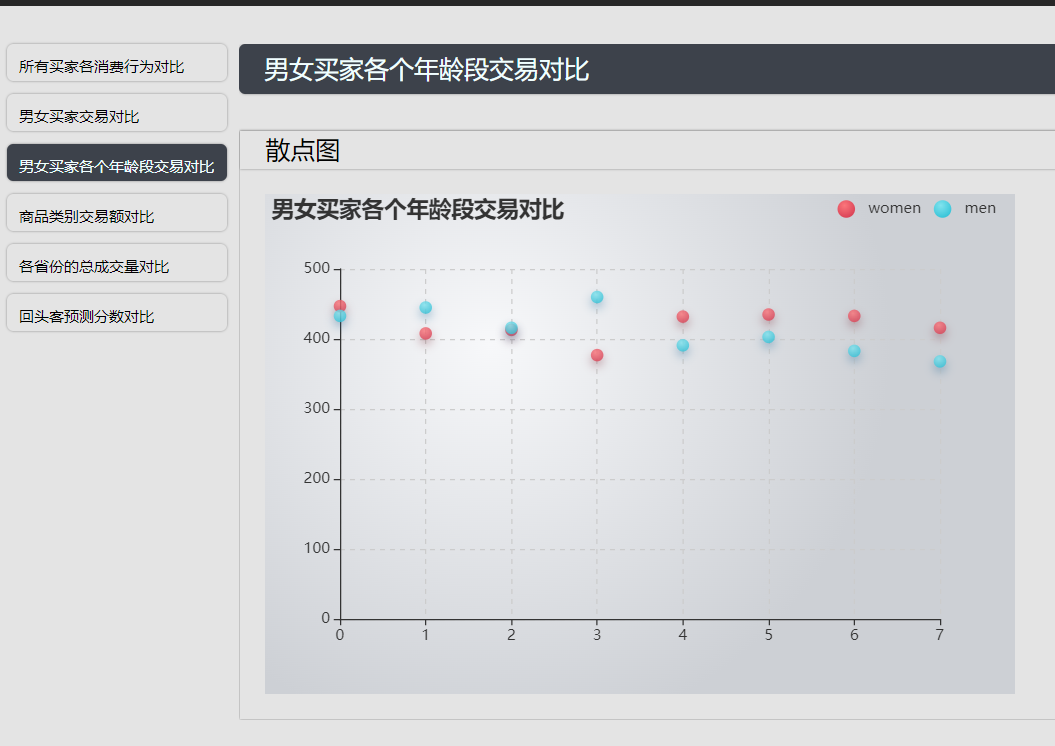 所有买家各消费行为对比
男女买家交易对比
男女买家各个年龄段交易对比
商品类别交易额对比
各省份的总成交量对比
回头客预测分数对比
男女买家各个年龄段交易对比
散点图
男女买家各个年龄段交易对比
women men
500
400
300
200
100
0
0 1 2 3 4 5 6 7